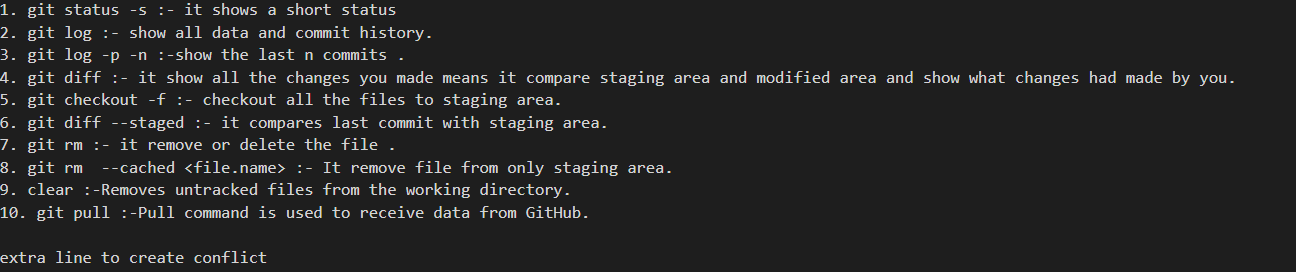 1. git status -s :- it shows a short status
2. git log :- show all data and commit history.
3. git log -p -n :-show the last n commits .
4. git diff :- it show all the changes you made means it compare staging area and modified area and show what changes had made by you.
5. git checkout -f :- checkout all the files to staging area.
6. git diff --staged :- it compares last commit with staging area.
7. git rm :- it remove or delete the file .
8. git rm  --cached <file.name> :- It remove file from only staging area.
9. clear :-Removes untracked files from the working directory.
10. git pull :-Pull command is used to receive data from GitHub.
extra line to create conflict